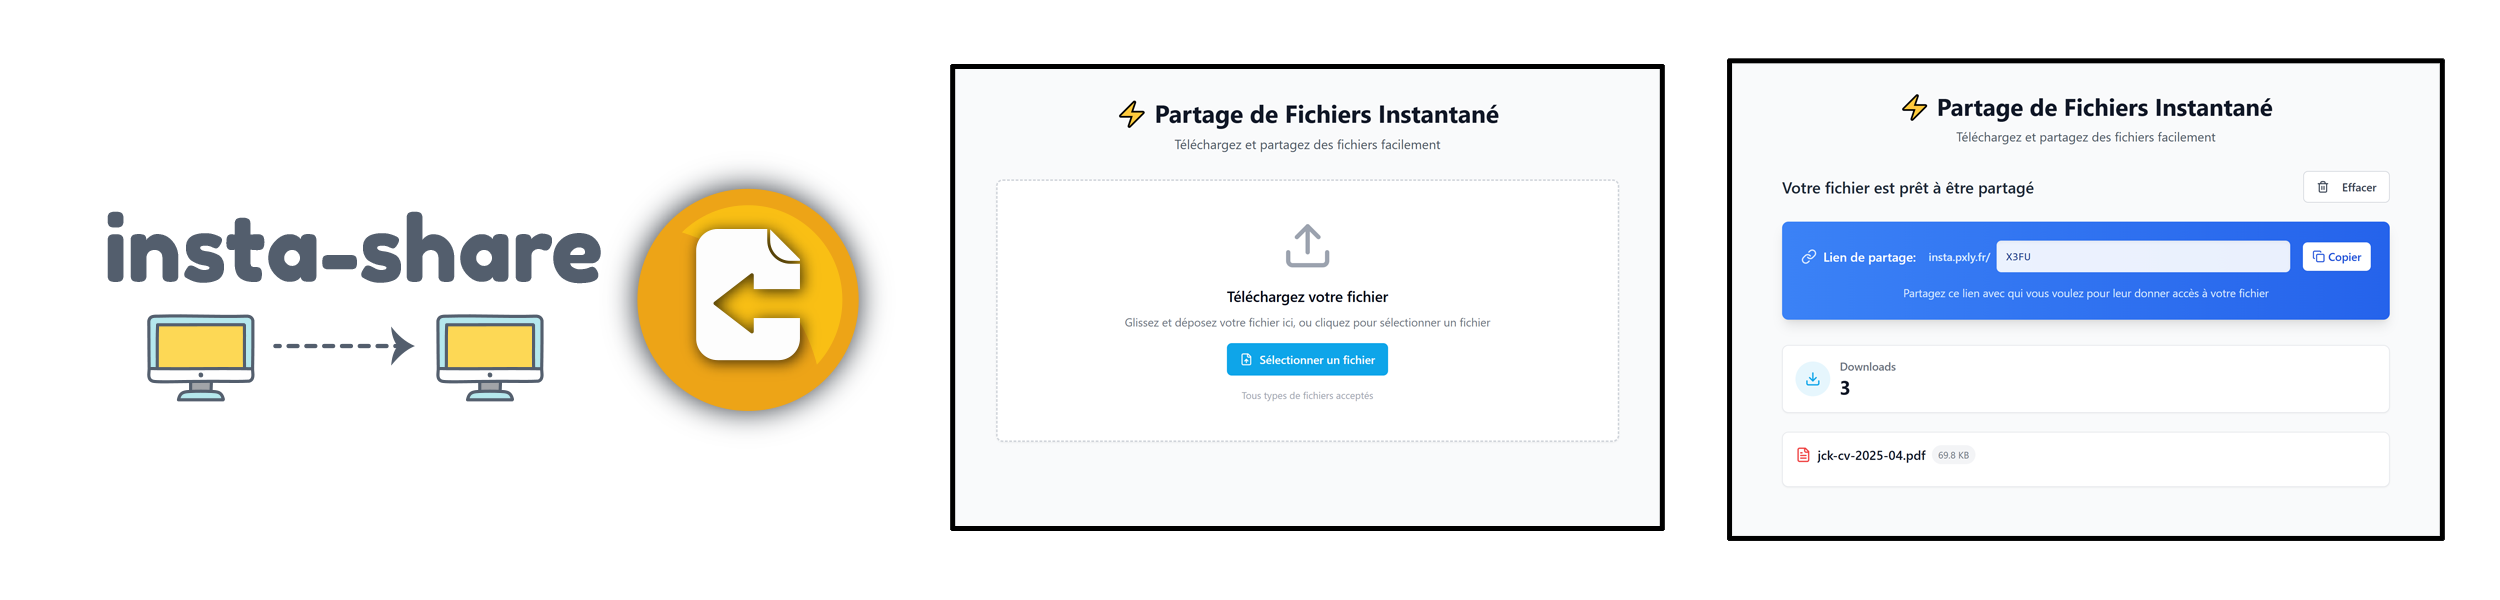 insta-share
Partage de Fichiers Instantané
Téléchargez et partagez des fichiers facilement
Téléchargez votre fichier
Glissez et déposez votre fichier ici, ou cliquez pour sélectionner un fichier
Sélectionner un fichier
Tous types de fichiers acceptés
Partage de Fichiers Instantané
Téléchargez et partagez des fichiers facilement
Votre fichier est prêt à être partagé
Effacer
Lien de partage: insta.pxly.fr/ X3FU Copier
Partagez ce lien avec qui vous voulez pour leur donner accès à votre fichier
Downloads
3
jck-cv-2025-04.pdf 69.8 KB